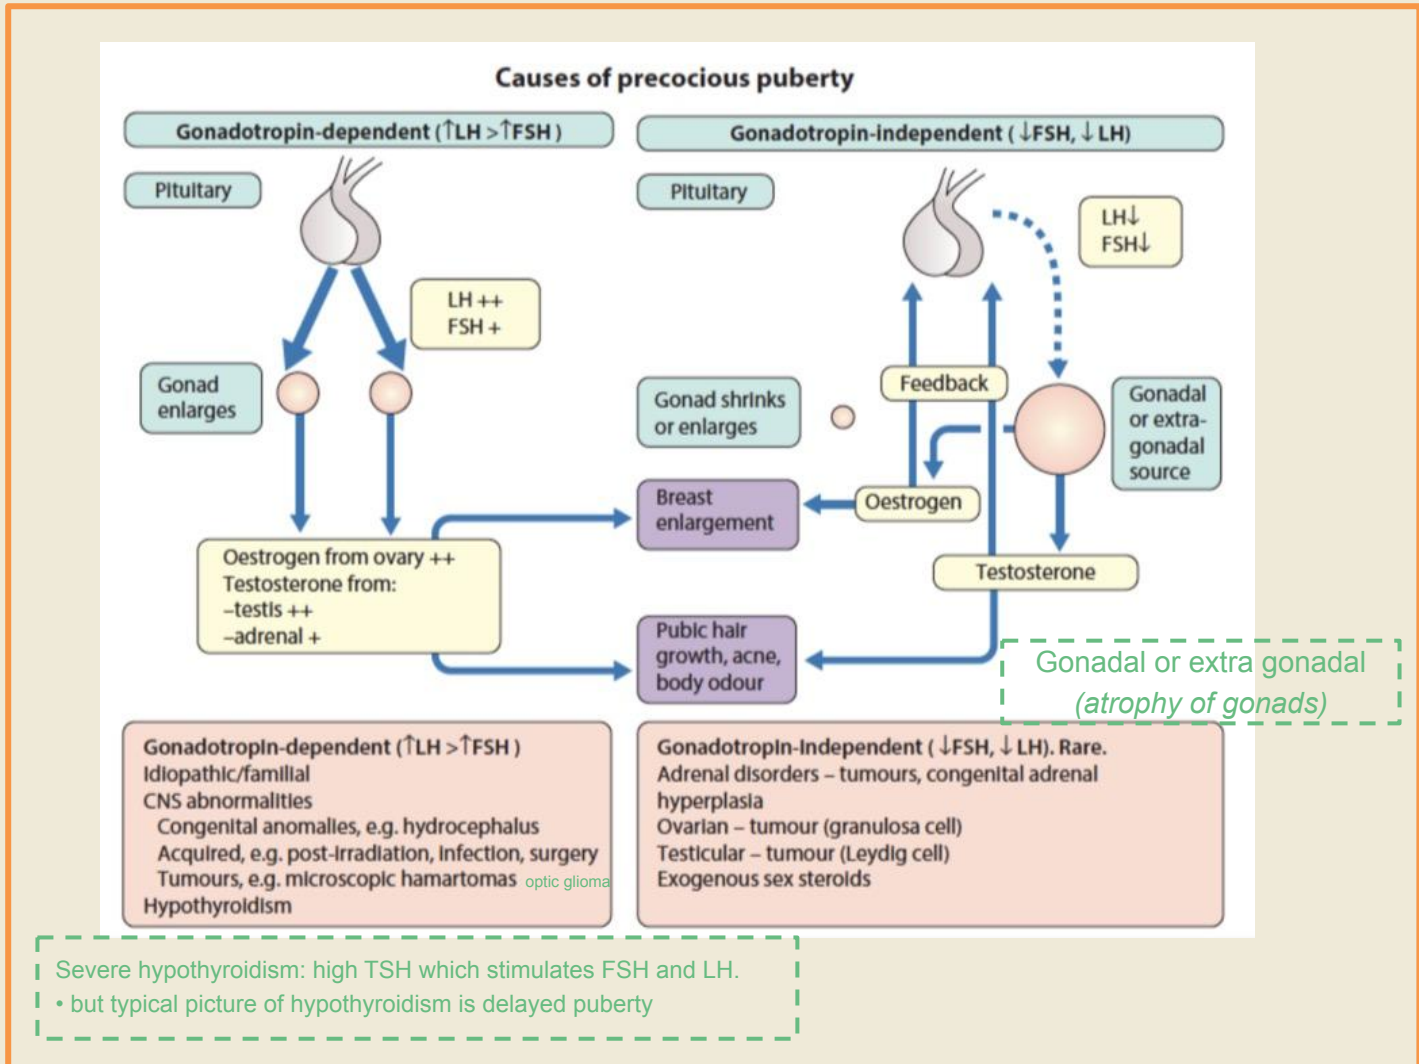 Causes of precocious puberty
Gonadotropin-dependent (↑LH >↑FSH )
Pituitary
LH ++
FSH +
Gonad
enlarges
Oestrogen from ovary ++
Testosterone from:
–testis ++
–adrenal +
Gonadotropin-independent ( ↓FSH, ↓ LH)
Pituitary
LH↓
FSH↓
Feedback
Gonad shrinks
or enlarges
Gonadal
or extra-
gonadal
source
Breast
enlargement
Oestrogen
Testosterone
Pubic hair
growth, acne,
body odour
Gonadal or extra gonadal
(atrophy of gonads)
Gonadotropin-dependent (↑LH >↑FSH )
Idiopathic/familial
CNS abnormalities
Congenital anomalies, e.g. hydrocephalus
Acquired, e.g. post-irradiation, infection, surgery
Tumours, e.g. microscopic hamartomas optic glioma
Hypothyroidism
Gonadotropin-independent ( ↓FSH, ↓ LH). Rare.
Adrenal disorders – tumours, congenital adrenal
hyperplasia
Ovarian – tumour (granulosa cell)
Testicular – tumour (Leydig cell)
Exogenous sex steroids
Severe hypothyroidism: high TSH which stimulates FSH and LH.
• but typical picture of hypothyroidism is delayed puberty